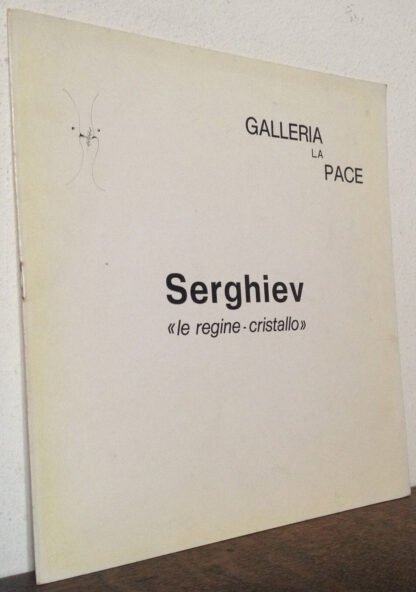 GALLERIA
LA
PACE
Serghiev
«le regine-cristallo»